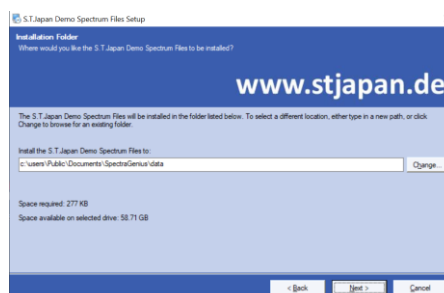 S.T.Japan Demo Spectrum Files Setup
Installation Folder
Where would you like the S.T.Japan Demo Spectrum Files to be installed?
www.stjapan.de
The S.T.Japan Demo Spectrum Files will be installed in the folder listed below. To select a different location, either type in a new path, or click
Change to browse for an existing folder.
Install the S.T.Japan Demo Spectrum Files to:
c:\users\Public\Documents\SpectraGenius\data
Change...
Space required: 277 KB
Space available on selected drive: 58.71 GB
< Back Next > Cancel